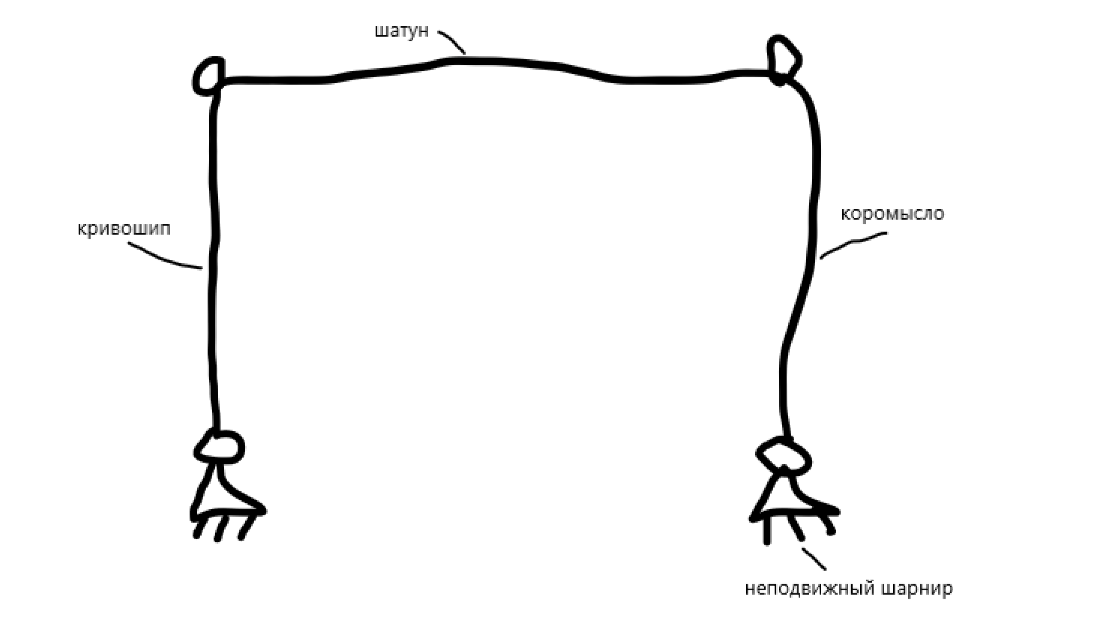 шатун
кривошип
коромысло
неподвижный шарнир